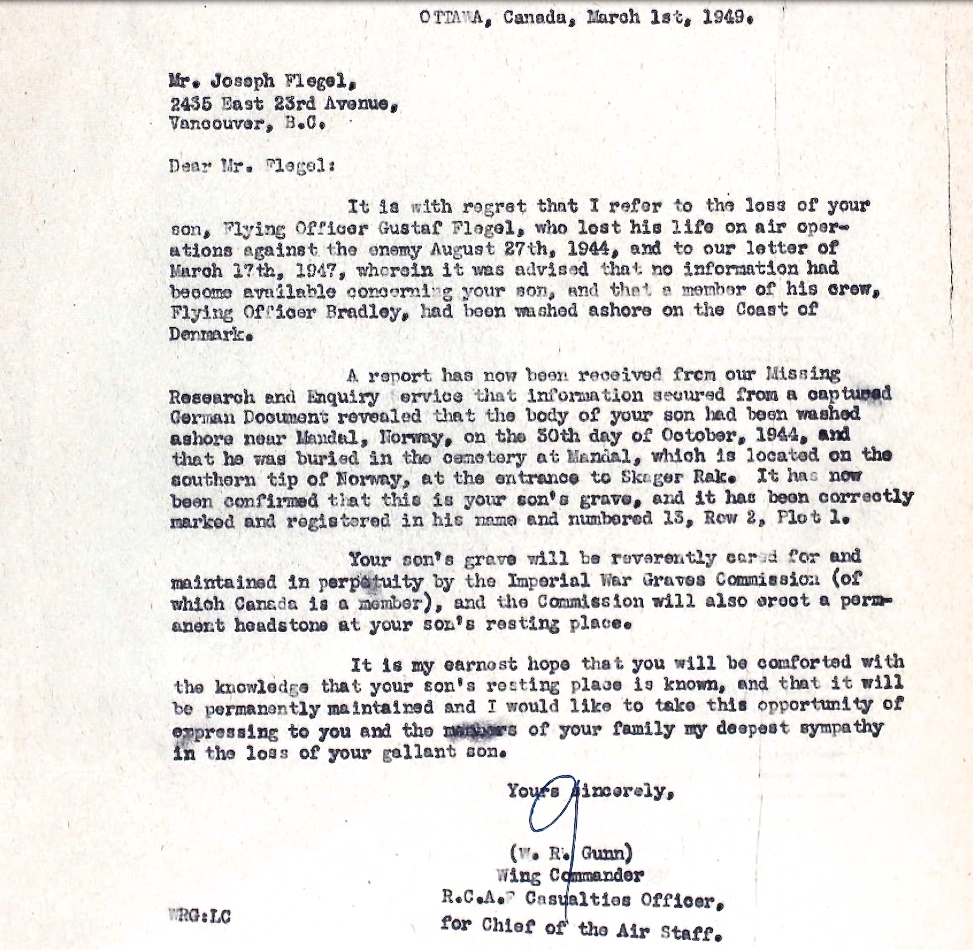 OTTAWA, Canada, March 1st, 1949.
Mr. Joseph Flegel,
2435 East 23rd Avenue,
Vancouver, B.C.
Dear Mr. Flegel:
It is with regret that I refer to the loss of your
son, Flying Officer Gustaf Flegel, who lost his life on air oper-
ations against the enemy August 27th, 1944, and to our letter of
March 17th, 1947, wherein it was advised that no information had
become available concerning your son, and that a member of his crew,
Flying Officer Bradley, had been washed ashore on the Coast of
Denmark.
A report has now been received from our Missing
Research and Enquiry Service that information secured from a captured
German Document revealed that the body of your son had been washed
ashore near Mandal, Norway, on the 30th day of October, 1944, and
that he was buried in the cemetery at Mandal, which is located on the
southern tip of Norway, at the entrance to Skager Rak. It has now
been confirmed that this is your son's grave, and it has been correctly
marked and registered in his name and numbered 13, Row 2, Plot 1.
Your son's grave will be reverently cared for and
maintained in perpetuity by the Imperial War Graves Commission (of
which Canada is a member), and the Commission will also erect a perm-
anent headstone at your son's resting place.
It is my earnest hope that you will be comforted with
the knowledge that your son's resting place is known, and that it will
be permanently maintained and I would like to take this opportunity of
expressing to you and the members of your family my deepest sympathy
in the loss of your gallant son.
Yours sincerely,
(W. R. Gunn)
Wing Commander
R.C.A.F Casualties Officer,
for Chief of the Air Staff.
WRG:LC